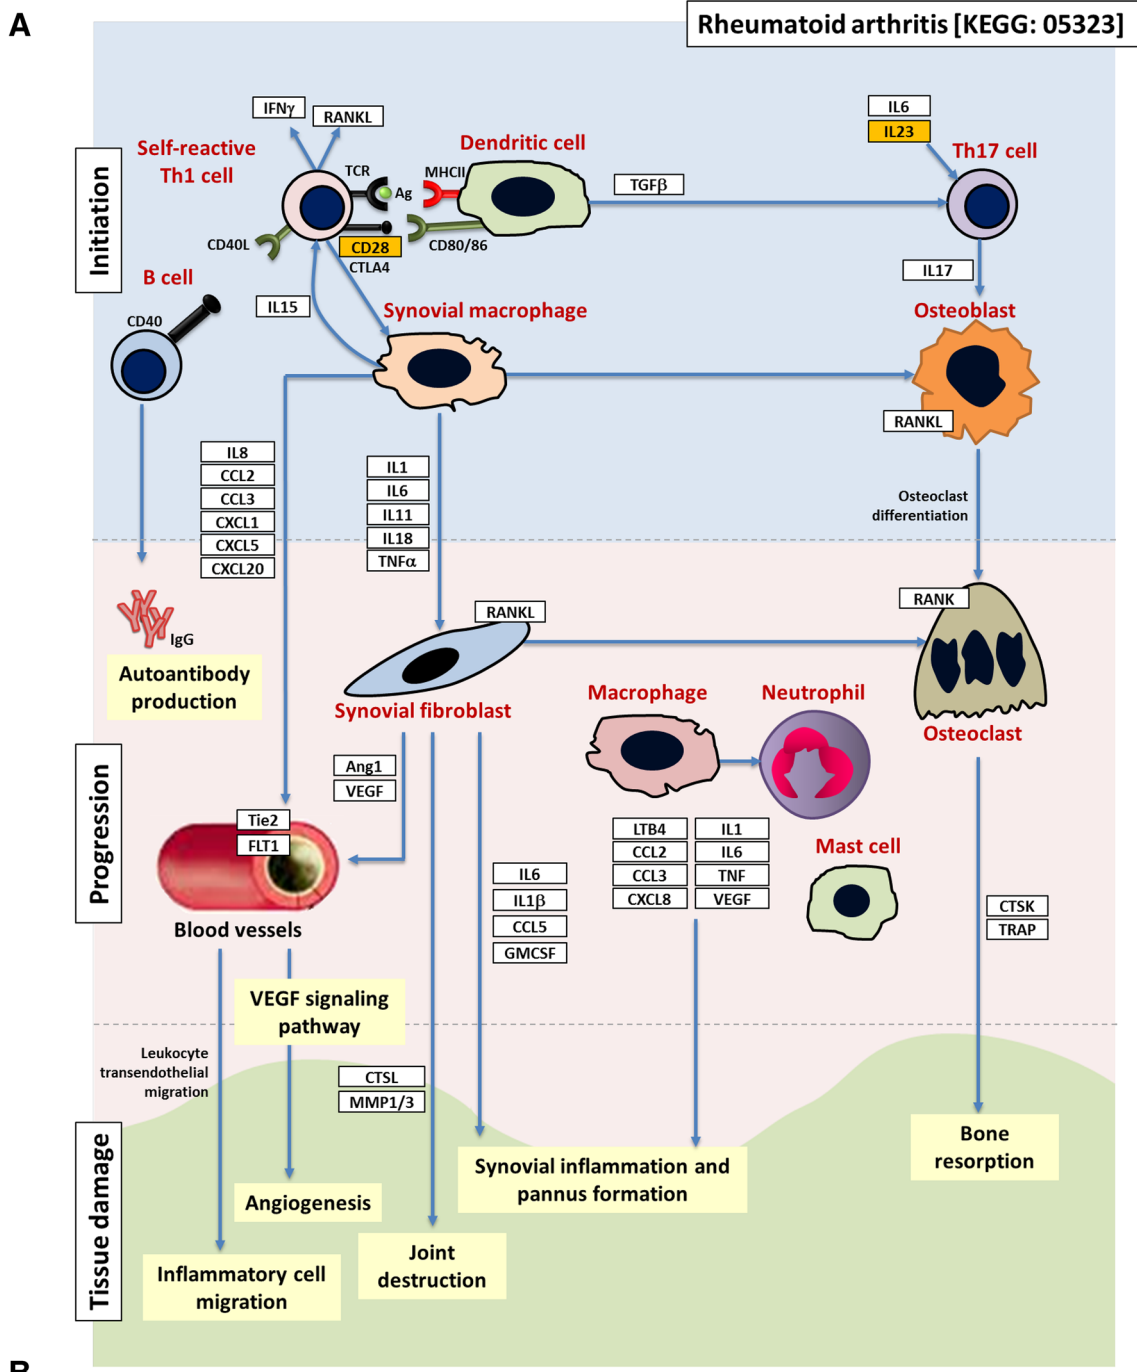 A
Rheumatoid arthritis [KEGG: 05323]
Initiation
IFNγ
RANKL
Self-reactive
Th1 cell
TCR
Ag
MHCII
Dendritic cell
TGFβ
IL6
IL23
Th17 cell
CD40L
CD28
CTLA4
CD80/86
IL17
B cell
CD40
IL15
Synovial macrophage
Osteoblast
RANKL
IL8
CCL2
CCL3
CXCL1
CXCL5
CXCL20
IL1
IL6
IL11
IL18
TNFα
Osteoclast
differentiation
Progression
IgG
Autoantibody
production
RANKL
Synovial fibroblast
RANK
Osteoclast
Macrophage
Neutrophil
Ang1
VEGF
Tie2
FLT1
Blood vessels
LTB4
CCL2
CCL3
CXCL8
IL1
IL6
TNF
VEGF
Mast cell
IL6
IL1β
CCL5
GMCSF
CTSK
TRAP
VEGF signaling
pathway
Leukocyte
transendothelial
migration
Tissue damage
CTSL
MMP1/3
Bone
resorption
Synovial inflammation and
pannus formation
Angiogenesis
Joint
destruction
Inflammatory cell
migration
B